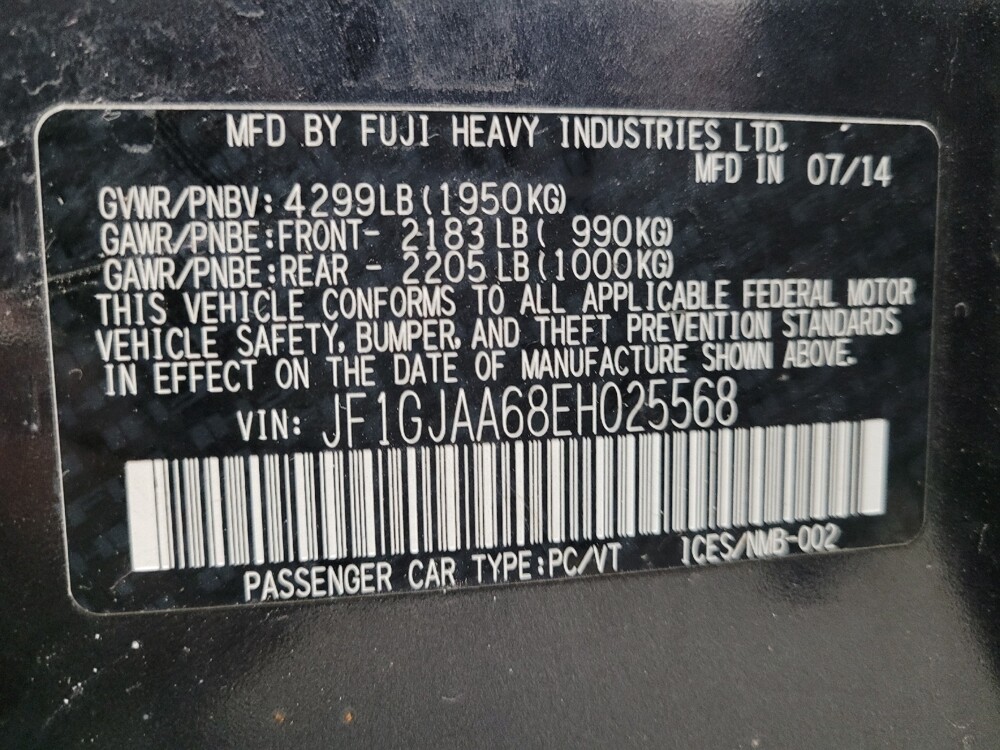 MFD BY FUJI HEAVY INDUSTRIES LTD.
MFD IN 07/14
GVWR/PNBV: 4299LB(1950KG)
GAWR/PNBE:FRONT- 2183 LB( 990KG)
GAWR/PNBE:REAR - 2205 LB(1000KG)
THIS VEHICLE CONFORMS TO ALL APPLICABLE FEDERAL MOTOR
VEHICLE SAFETY, BUMPER, AND THEFT PREVENTION STANDARDS
IN EFFECT ON THE DATE OF MANUFACTURE SHOWN ABOVE.
VIN: JF1GJAA68EH025568
PASSENGER CAR TYPE:PC/VT ICES/NMB-002